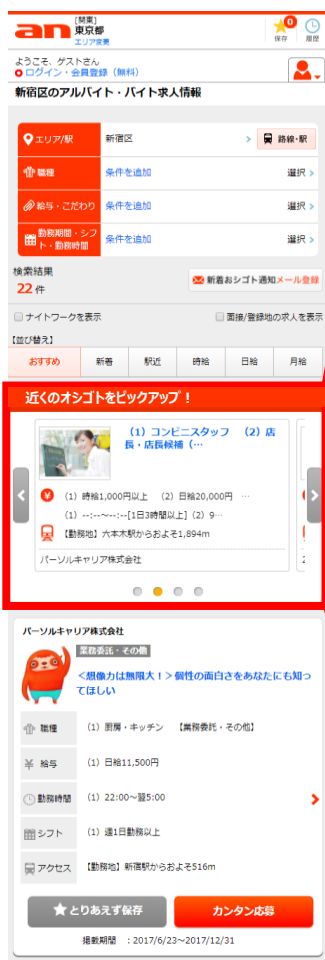 an
[関東]
東京都
エリア変更
0
保存
履歴
ようこそ、ゲストさん
ログイン・会員登録（無料）
新宿区のアルバイト・バイト求人情報
エリア/駅
新宿区
路線・駅
職種
条件を追加
選択
給与・こだわり
条件を追加
選択
勤務期間・シフト・勤務時間
条件を追加
選択
検索結果
22件
新着おシゴト通知メール登録
ナイトワークを表示
面接/登録地の求人を表示
【並び替え】
おすすめ
新着
駅近
時給
日給
月給
近くのオシゴトをピックアップ！
（1）コンビニスタッフ （2）店
長・店長候補（…
（1）時給1,000円以上 （2）日給20,000円 …
（1）--:--～--:--[1日3時間以上]（2）9…
【勤務地】六本木駅からおよそ1,894m
パーソルキャリア株式会社
パーソルキャリア株式会社
業務委託・その他
＜想像力は無限大！＞個性の面白さをあなたにも知っ
てほしい
職種
（1）厨房・キッチン 【業務委託・その他】
給与
（1）日給11,500円
勤務時間
（1）22:00～翌5:00
シフト
（1）週1日勤務以上
アクセス
【勤務地】新宿駅からおよそ516m
とりあえず保存
カンタン応募
掲載期間 ：2017/6/23～2017/12/31